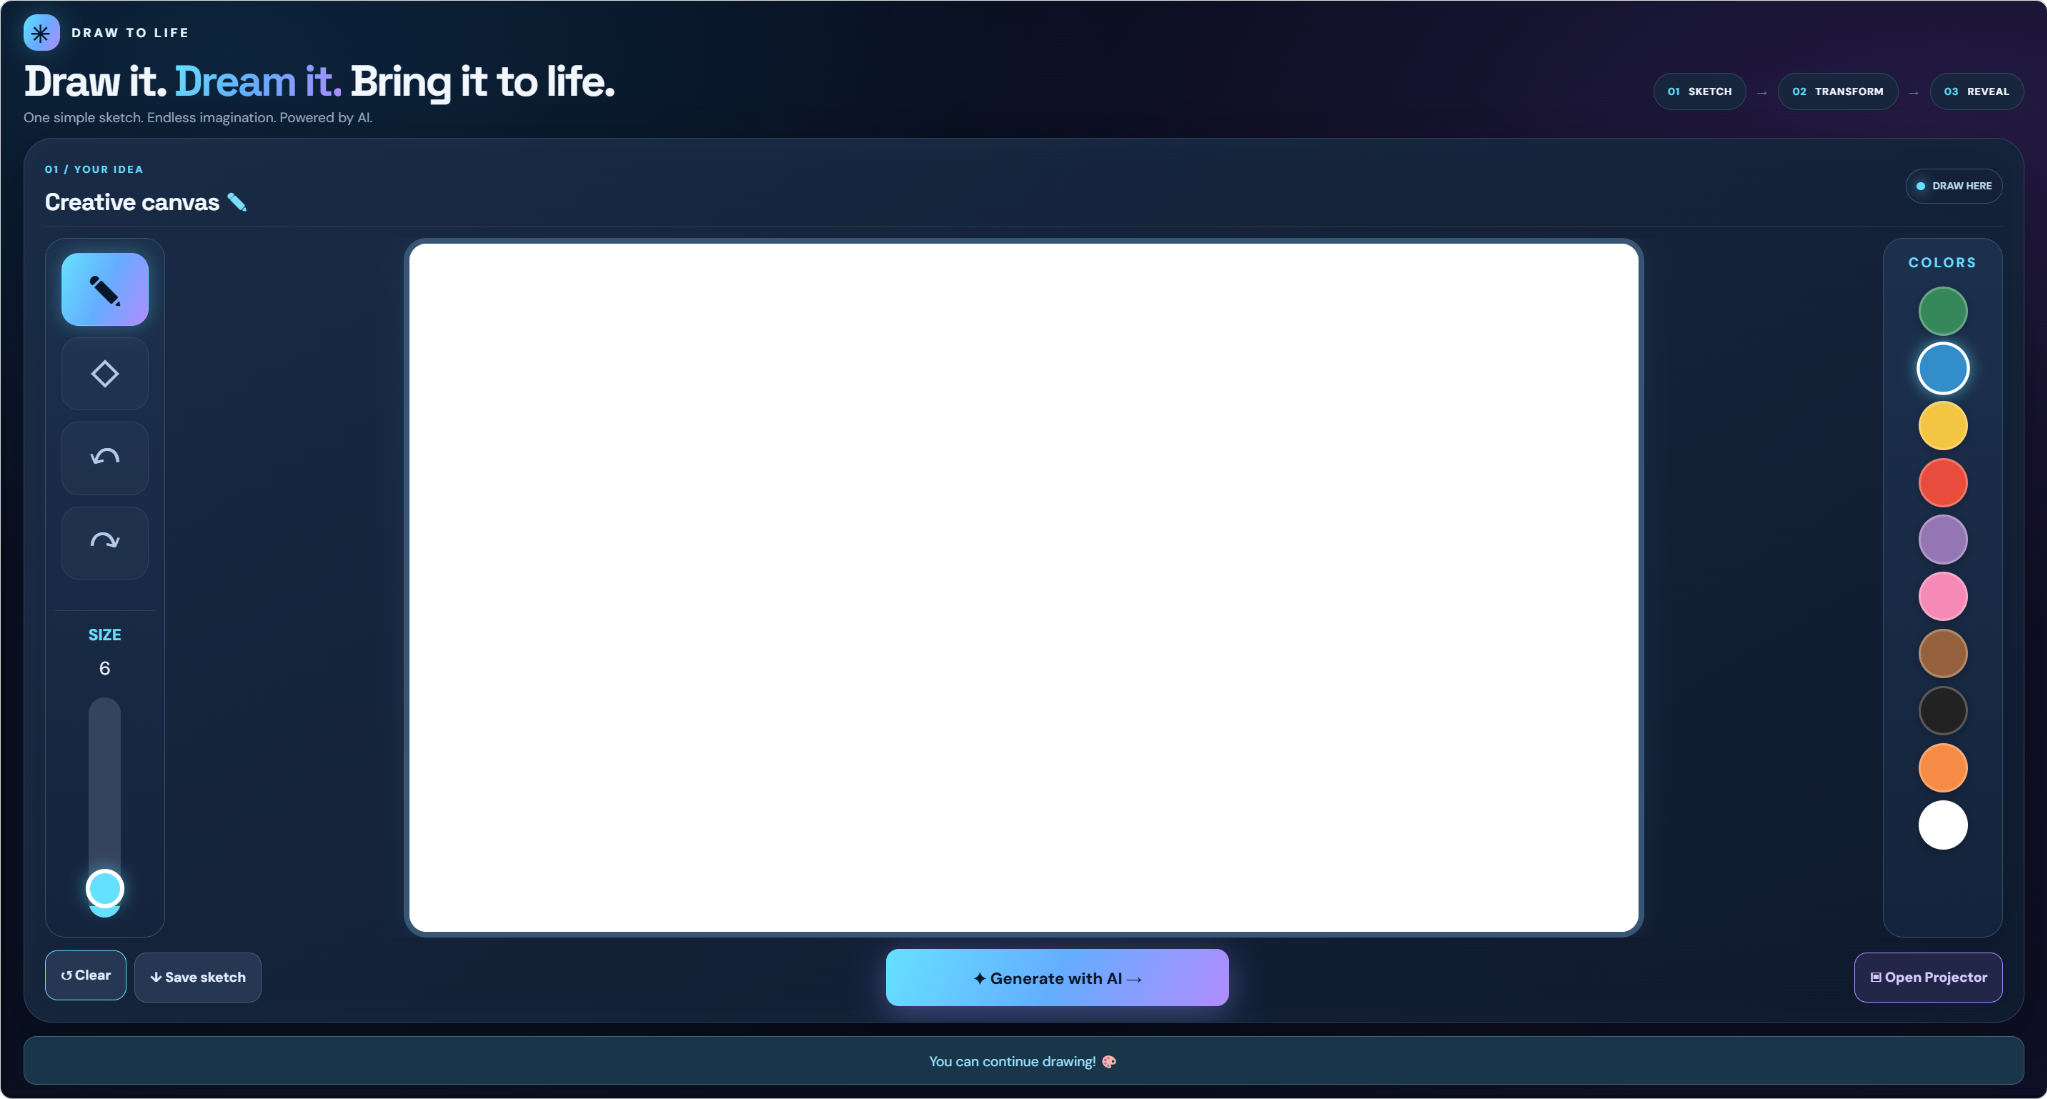 DRAW TO LIFE
Draw it. Dream it. Bring it to life.
One simple sketch. Endless imagination. Powered by AI.
01 SKETCH → 02 TRANSFORM → 03 REVEAL
01 / YOUR IDEA
Creative canvas
DRAW HERE
COLORS
SIZE
6
Clear
Save sketch
Generate with AI →
Open Projector
You can continue drawing!